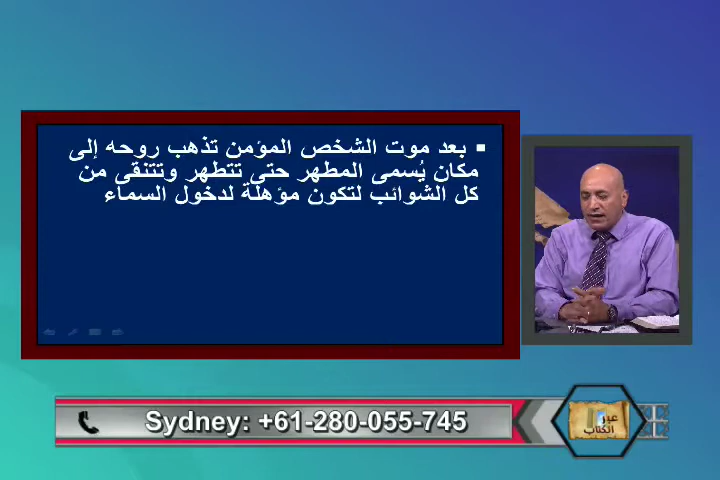 ▪ بعد موت الشخص المؤمن تذهب روحه إلى
مكان يُسمى المطهر حتى تتطهر وتتنقى من
كل الشوائب لتكون مؤهلة لدخول السماء
Sydney: +61-280-055-745
عبر
الكتاب